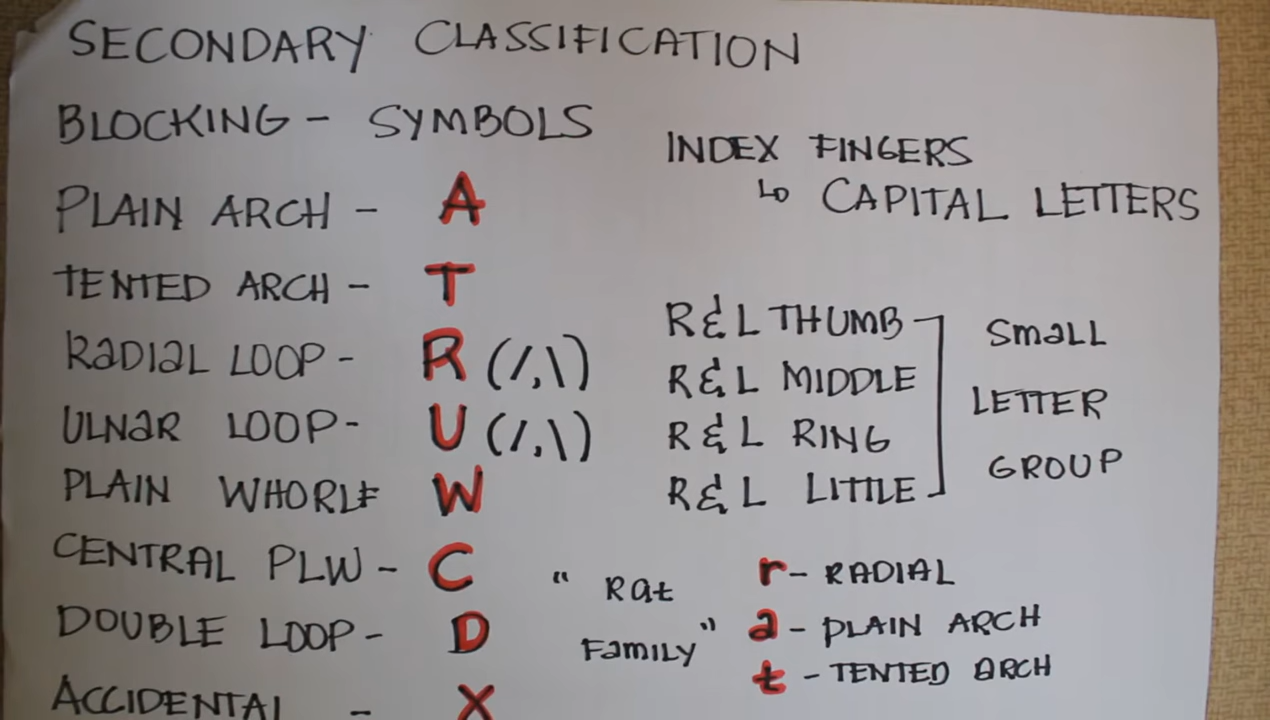 SECONDARY CLASSIFICATION
BLOCKING - SYMBOLS
PLAIN ARCH - A
TENTED ARCH - T
RADIAL LOOP - R (/,\)
ULNAR LOOP - U (/,\)
PLAIN WHORL - W
CENTRAL PLW - C
DOUBLE LOOP - D
ACCIDENTAL - X
INDEX FINGERS
↳ CAPITAL LETTERS
R & L THUMB
R & L MIDDLE
R & L RING
R & L LITTLE
SMALL
LETTER
GROUP
"Rat
Family"
r - RADIAL
a - PLAIN ARCH
t - TENTED ARCH